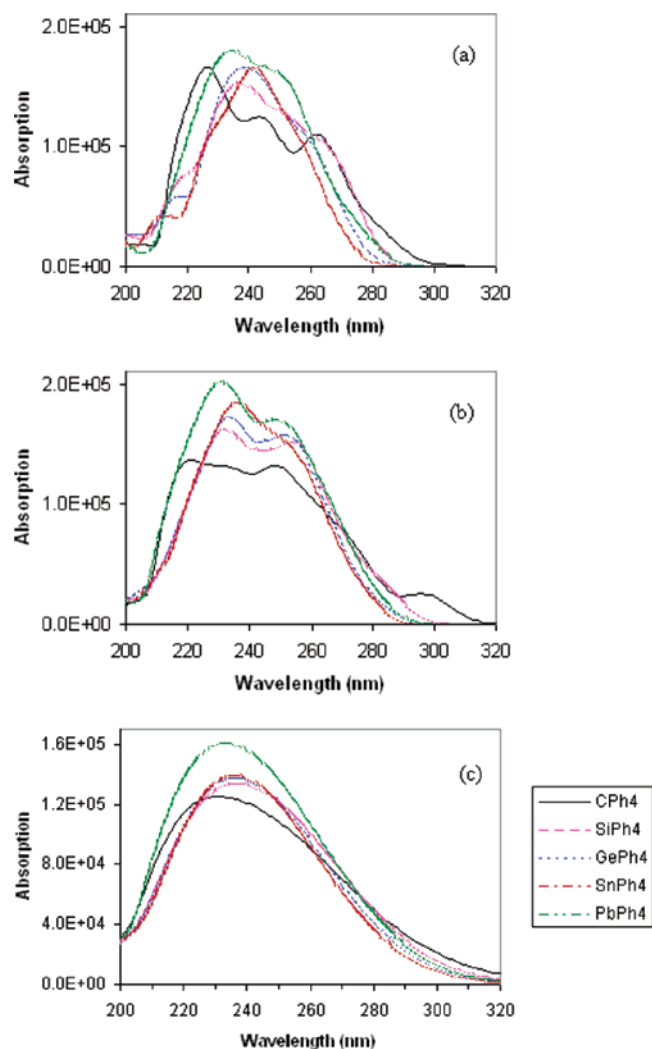 2.0E+05
(a)
1.0E+05
Absorption
0.0E+00
200 220 240 260 280 300 320
Wavelength (nm)
2.0E+05
(b)
1.0E+05
Absorption
0.0E+00
200 220 240 260 280 300 320
Wavelength (nm)
1.6E+05
(c)
1.2E+05
8.0E+04
Absorption
4.0E+04
0.0E+00
200 220 240 260 280 300 320
Wavelength (nm)
CPh4
SiPh4
GePh4
SnPh4
PbPh4